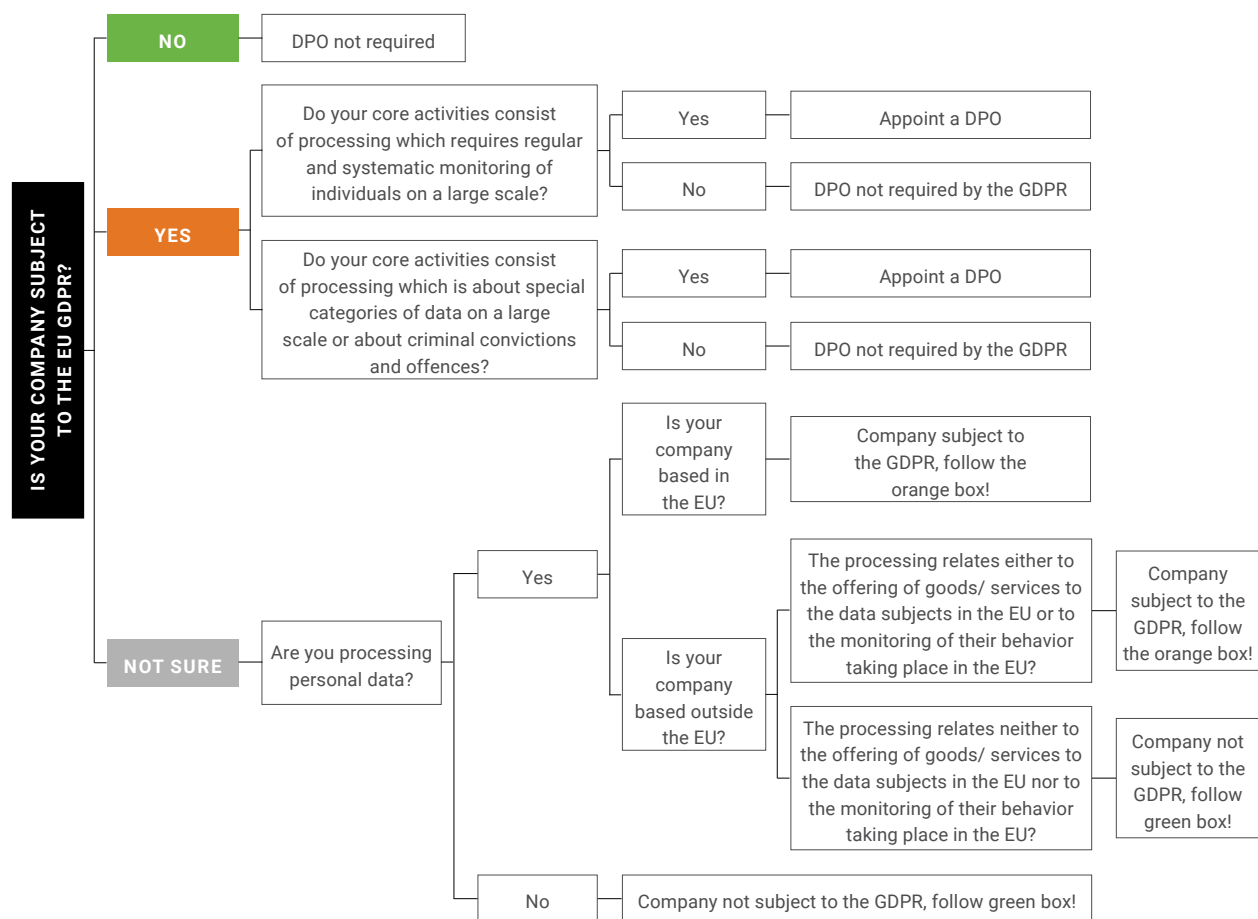 IS YOUR COMPANY SUBJECT
TO THE EU GDPR?
NO
DPO not required
YES
Do your core activities consist
of processing which requires regular
and systematic monitoring of
individuals on a large scale?
Yes
Appoint a DPO
No
DPO not required by the GDPR
Do your core activities consist
of processing which is about special
categories of data on a large
scale or about criminal convictions
and offences?
Yes
Appoint a DPO
No
DPO not required by the GDPR
NOT SURE
Are you processing
personal data?
Yes
Is your
company
based in
the EU?
Company subject to
the GDPR, follow the
orange box!
Is your
company
based outside
the EU?
The processing relates either to
the offering of goods/ services to
the data subjects in the EU or to
the monitoring of their behavior
taking place in the EU?
Company
subject to the
GDPR, follow
the orange box!
The processing relates neither to
the offering of goods/ services to
the data subjects in the EU nor to
the monitoring of their behavior
taking place in the EU?
Company not
subject to the
GDPR, follow
green box!
No
Company not subject to the GDPR, follow green box!